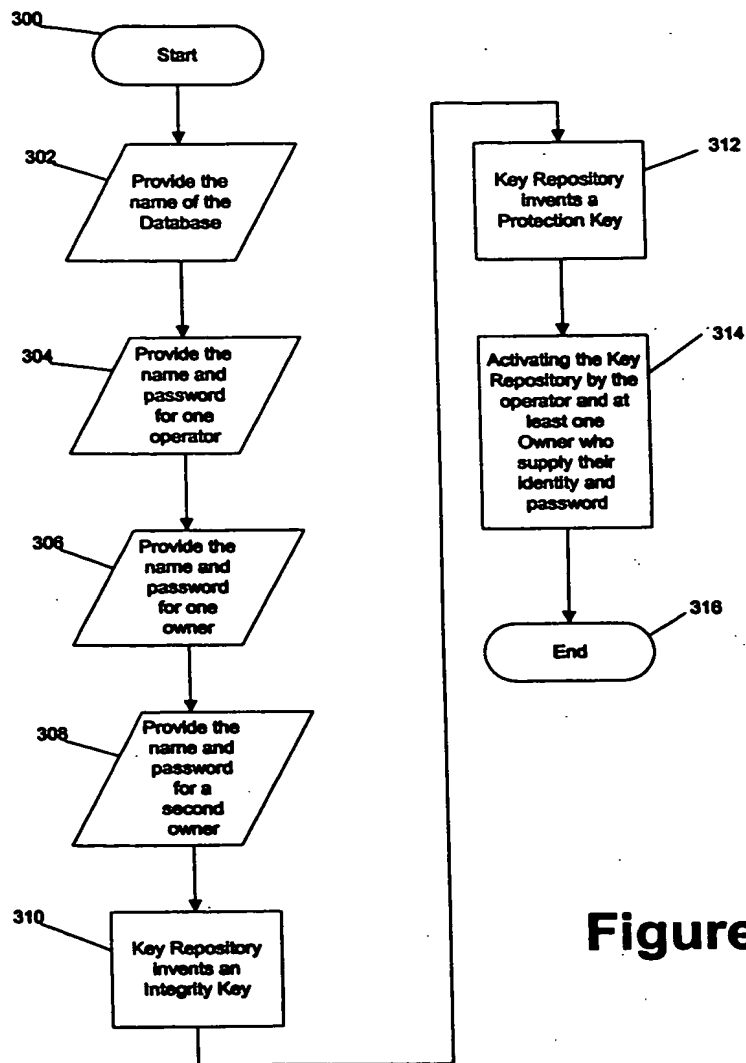 300
Start
302
Provide the
name of the
Database
304
Provide the
name and
password
for one
operator
306
Provide the
name and
password
for one
owner
308
Provide the
name and
password
for a
second
owner
310
Key Repository
invents an
Integrity Key
312
Key Repository
invents a
Protection Key
314
Activating the Key
Repository by the
operator and at
least one
Owner who
supply their
identity and
password
316
End
Figure